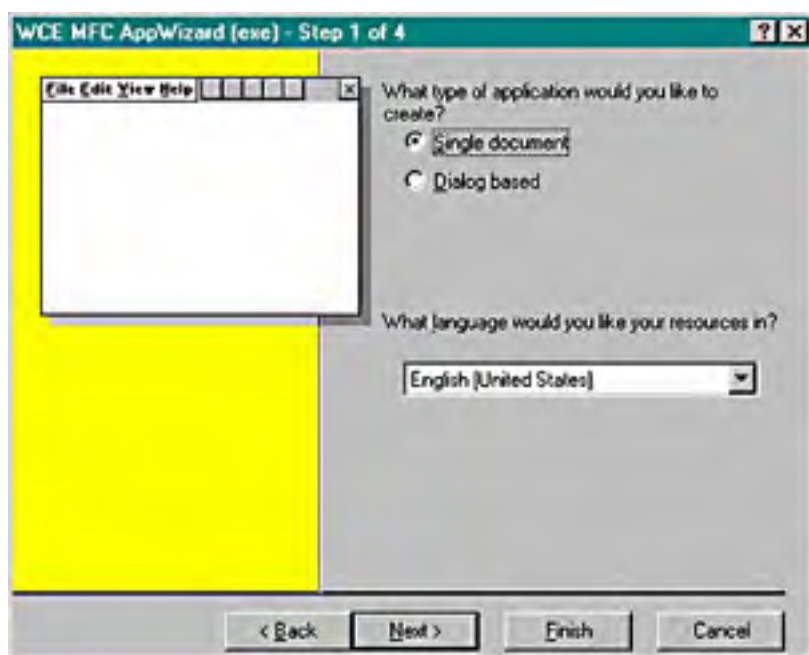 WCE MFC AppWizard (exe) - Step 1 of 4
File Edit View Help
What type of application would you like to
create?
Single document
Dialog based
What language would you like your resources in?
English (United States)
< Back Next > Finish Cancel